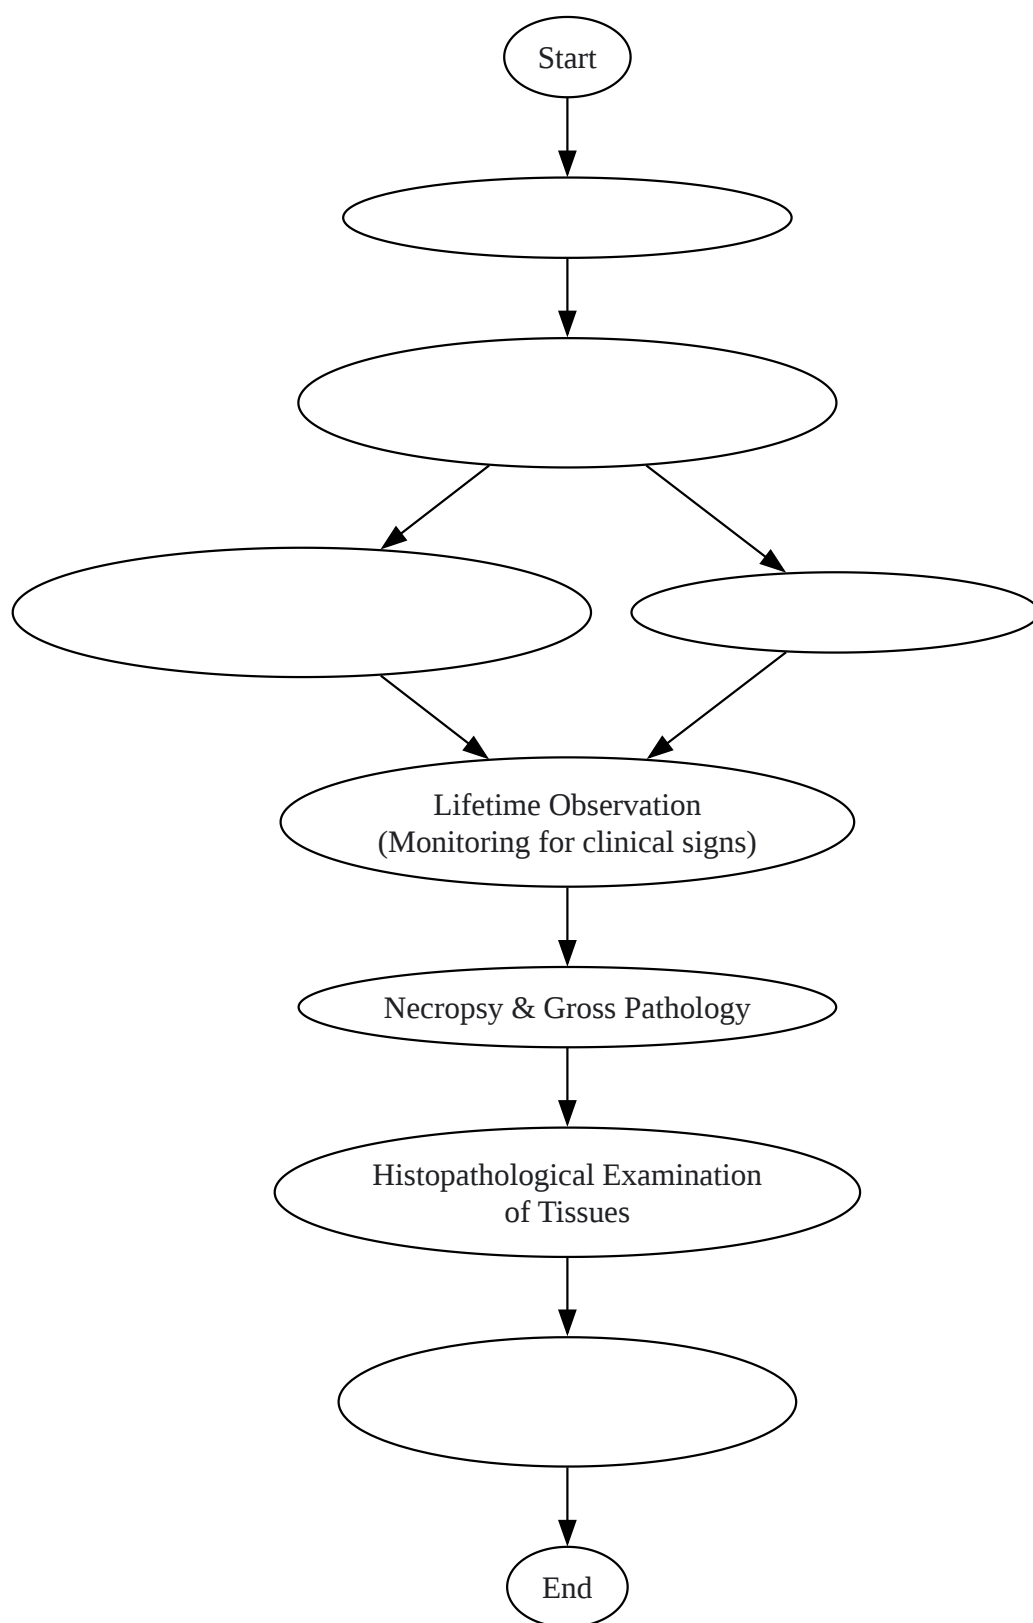 Start
Lifetime Observation
(Monitoring for clinical signs)
Necropsy & Gross Pathology
Histopathological Examination
of Tissues
End